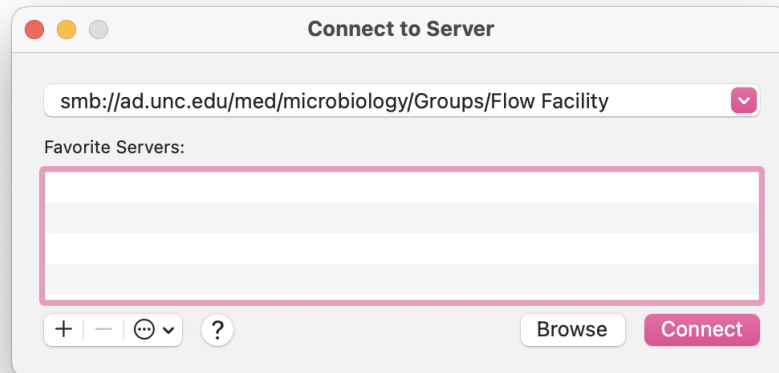 Connect to Server
smb://ad.unc.edu/med/microbiology/Groups/Flow Facility
Favorite Servers:
+ − ?
Browse
Connect